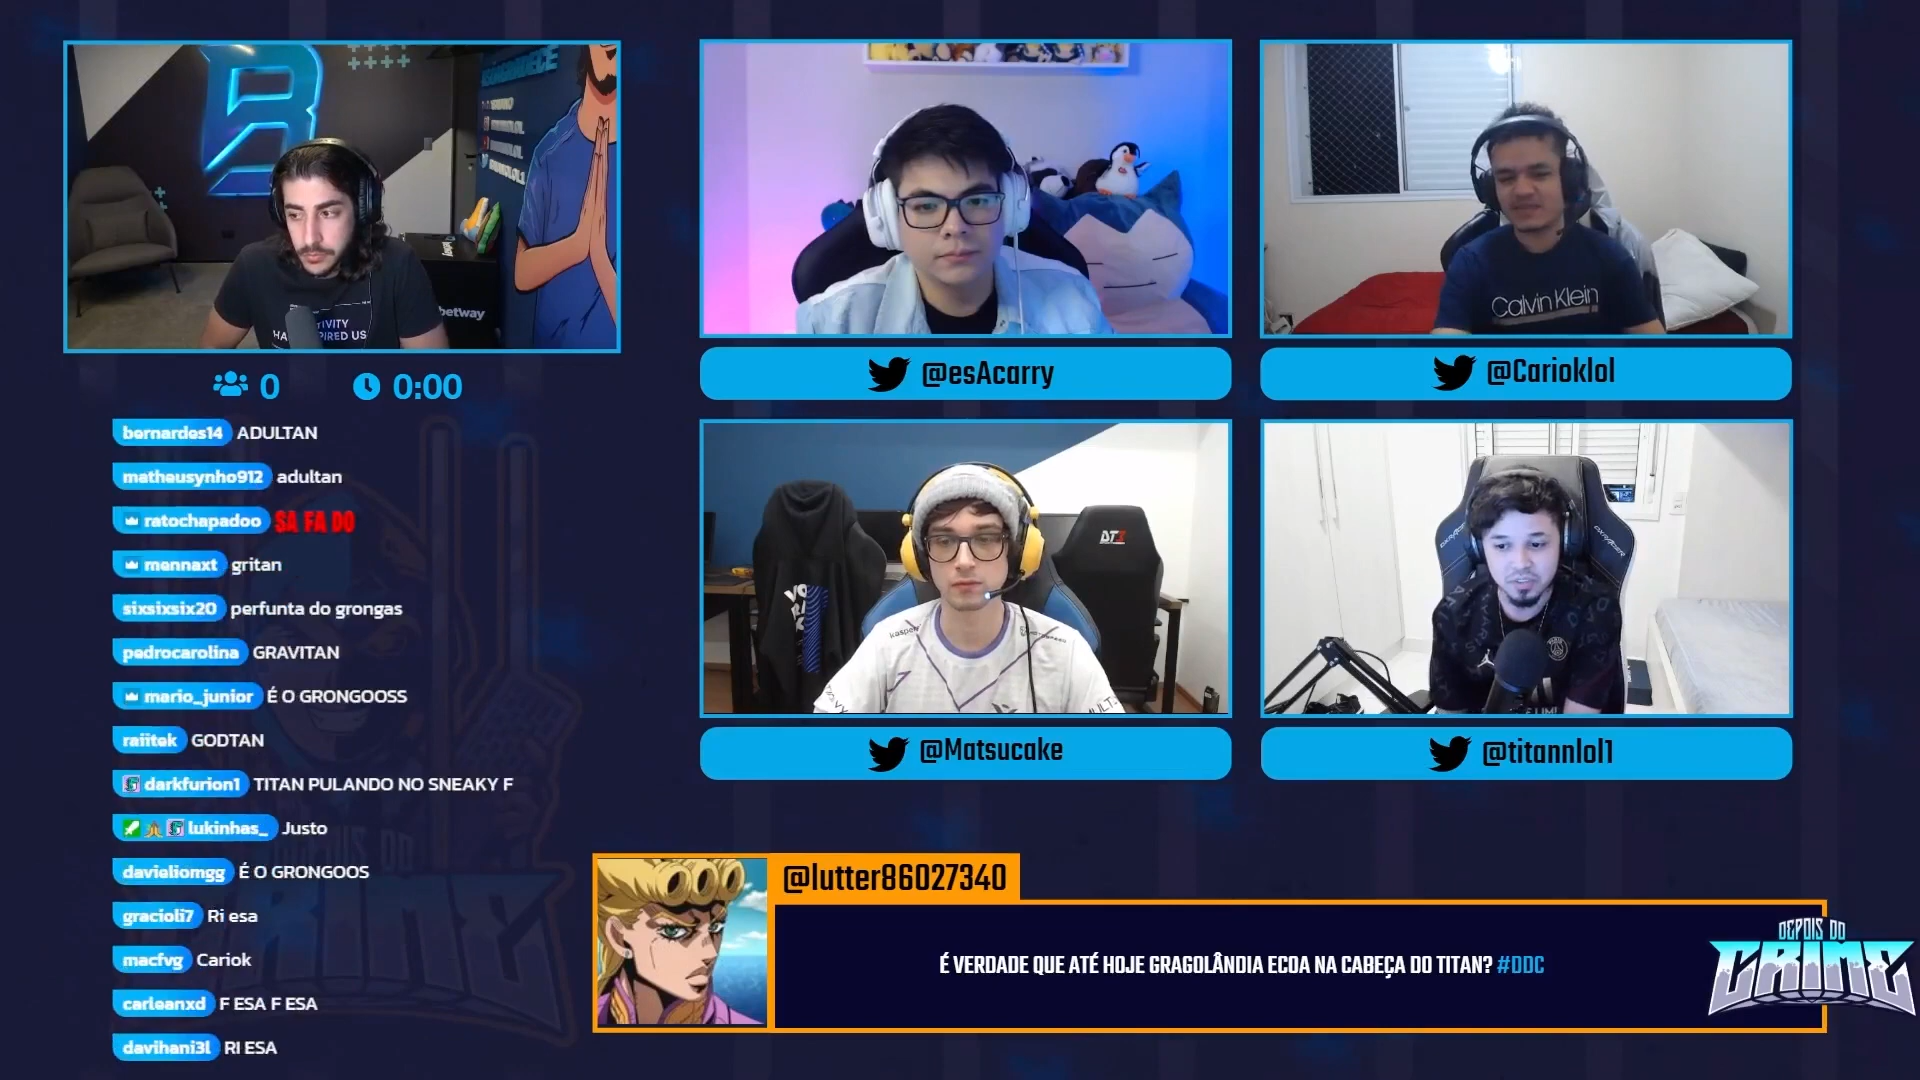 betway
Calvin Klein
@esAcarry
@Carioklol
0 0:00
bernardes14 ADULTAN
matheusynho912 adultan
ratochapadoo SA FA DO
mennaxt gritan
sixsixsix20 perfunta do grongas
pedrocarolina GRAVITAN
mario_junior É O GRONGOOSS
raiitek GODTAN
darkfurion1 TITAN PULANDO NO SNEAKY F
lukinhas_ Justo
davieliomgg É O GRONGOOS
gracioli7 Ri esa
macfvg Cariok
carleanxd F ESA F ESA
davihani3l RI ESA
@Matsucake
@titannlol1
@lutter86027340
É VERDADE QUE ATÉ HOJE GRAGOLÂNDIA ECOA NA CABEÇA DO TITAN? #DDC
DEPOIS DO
CRIME